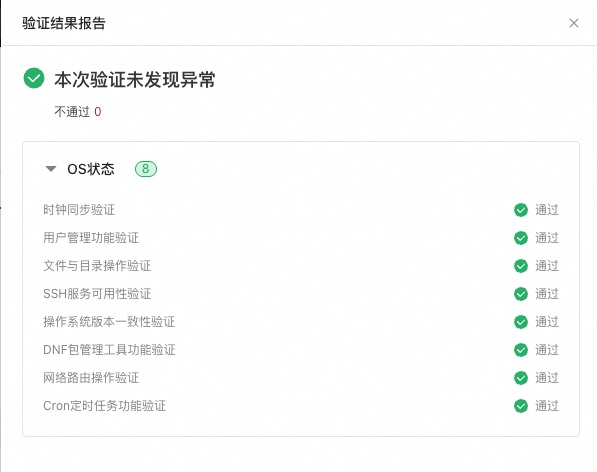 验证结果报告
本次验证未发现异常
不通过 0
OS状态 8
时钟同步验证 通过
用户管理功能验证 通过
文件与目录操作验证 通过
SSH服务可用性验证 通过
操作系统版本一致性验证 通过
DNF包管理工具功能验证 通过
网络路由操作验证 通过
Cron定时任务功能验证 通过